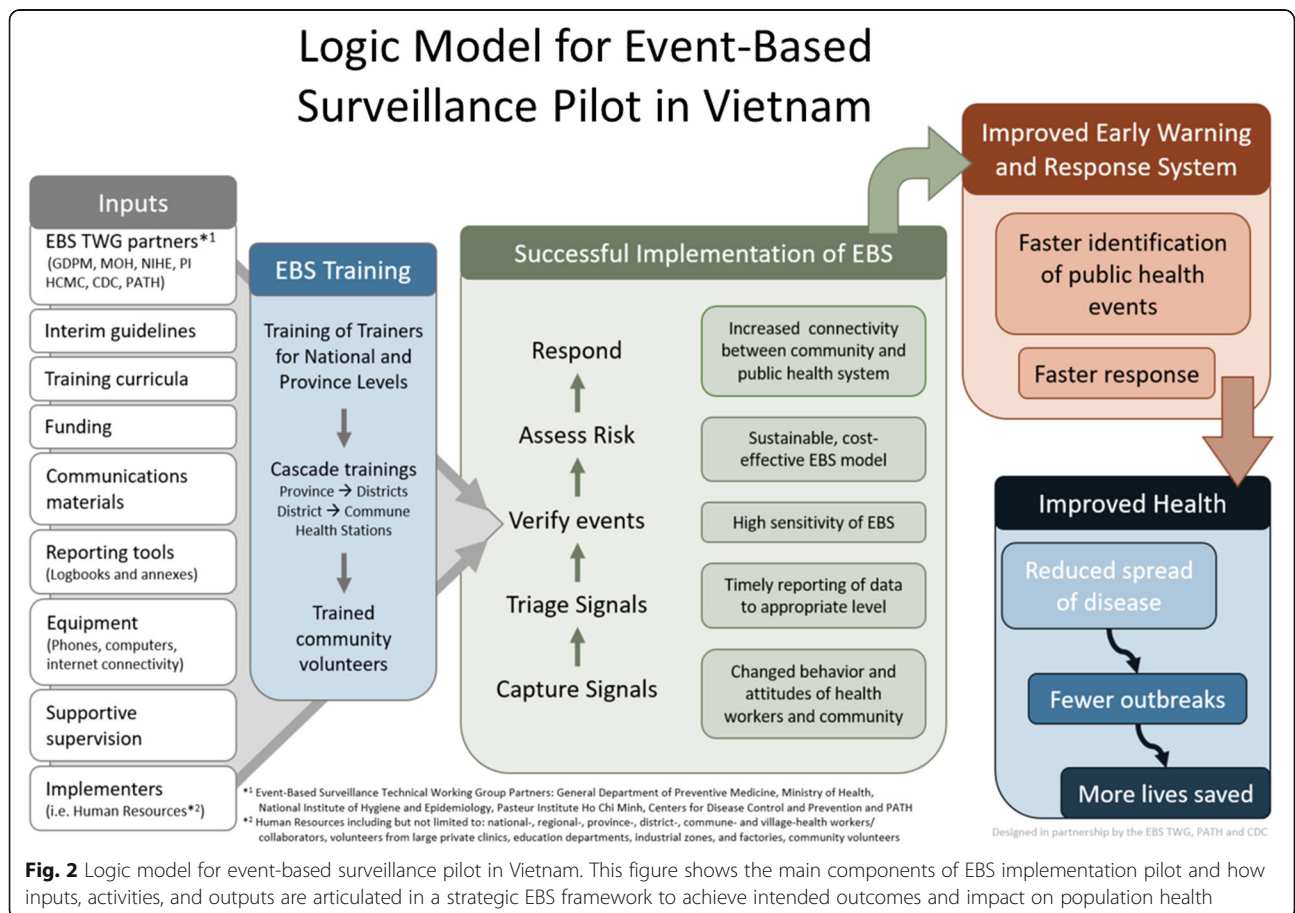 Logic Model for Event-Based
Surveillance Pilot in Vietnam
Inputs
EBS TWG partners*1
(GDPM, MOH, NIHE, PI
HCMC, CDC, PATH)
Interim guidelines
Training curricula
Funding
Communications
materials
Reporting tools
(Logbooks and annexes)
Equipment
(Phones, computers,
internet connectivity)
Supportive
supervision
Implementers
(i.e. Human Resources*2)
EBS Training
Training of Trainers
for National and
Province Levels
Cascade trainings
Province → Districts
District → Commune
Health Stations
Trained
community
volunteers
Successful Implementation of EBS
Respond
Assess Risk
Verify events
Triage Signals
Capture Signals
Increased connectivity
between community and
public health system
Sustainable, cost-
effective EBS model
High sensitivity of EBS
Timely reporting of data
to appropriate level
Changed behavior and
attitudes of health
workers and community
Improved Early Warning
and Response System
Faster identification
of public health
events
Faster response
Improved Health
Reduced spread
of disease
Fewer outbreaks
More lives saved
*1 Event-Based Surveillance Technical Working Group Partners: General Department of Preventive Medicine, Ministry of Health,
National Institute of Hygiene and Epidemiology, Pasteur Institute Ho Chi Minh, Centers for Disease Control and Prevention and PATH
*2 Human Resources including but not limited to: national-, regional-, province-, district-, commune- and village-health workers/
collaborators, volunteers from large private clinics, education departments, industrial zones, and factories, community volunteers
Designed in partnership by the EBS TWG, PATH and CDC
Fig. 2 Logic model for event-based surveillance pilot in Vietnam. This figure shows the main components of EBS implementation pilot and how
inputs, activities, and outputs are articulated in a strategic EBS framework to achieve intended outcomes and impact on population health